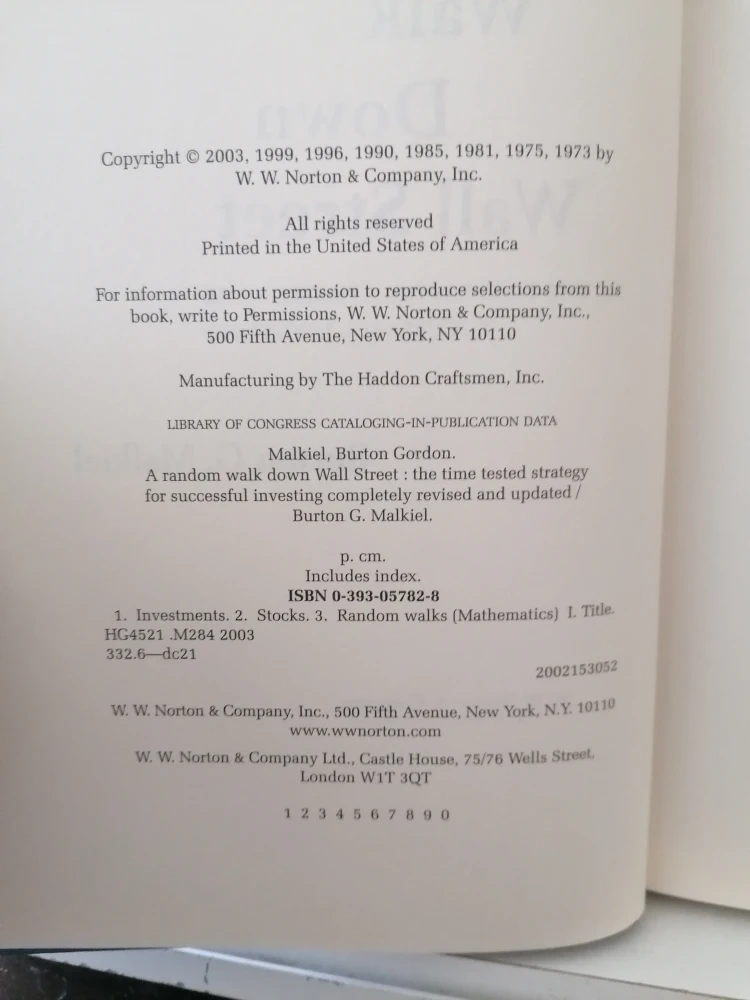 Copyright © 2003, 1999, 1996, 1990, 1985, 1981, 1975, 1973 by
W. W. Norton & Company, Inc.
All rights reserved
Printed in the United States of America
For information about permission to reproduce selections from this
book, write to Permissions, W. W. Norton & Company, Inc.,
500 Fifth Avenue, New York, NY 10110
Manufacturing by The Haddon Craftsmen, Inc.
LIBRARY OF CONGRESS CATALOGING-IN-PUBLICATION DATA
Malkiel, Burton Gordon.
A random walk down Wall Street : the time tested strategy
for successful investing completely revised and updated /
Burton G. Malkiel.
p. cm.
Includes index.
ISBN 0-393-05782-8
1. Investments. 2. Stocks. 3. Random walks (Mathematics) I. Title.
HG4521 .M284 2003
332.6—dc21
2002153052
W. W. Norton & Company, Inc., 500 Fifth Avenue, New York, N.Y. 10110
www.wwnorton.com
W. W. Norton & Company Ltd., Castle House, 75/76 Wells Street,
London W1T 3QT
1 2 3 4 5 6 7 8 9 0